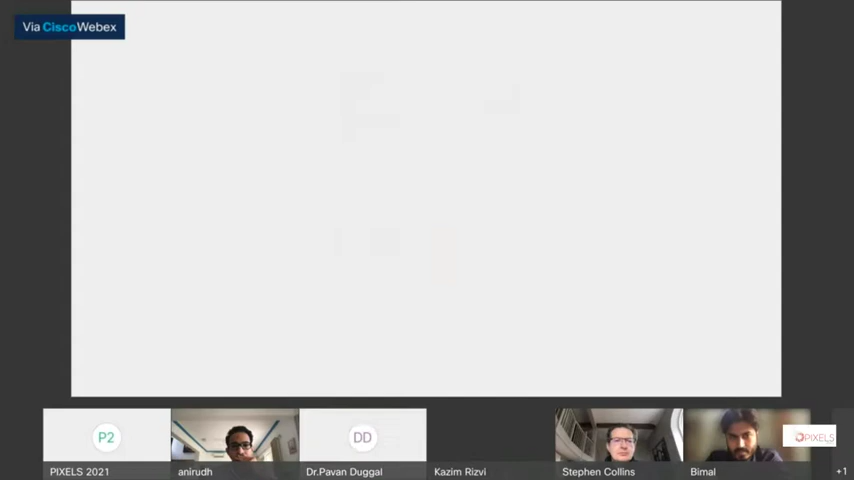 Via CiscoWebex
P2
DD
PIXELS
PIXELS 2021
anirudh
Dr.Pavan Duggal
Kazim Rizvi
Stephen Collins
Bimal
+1